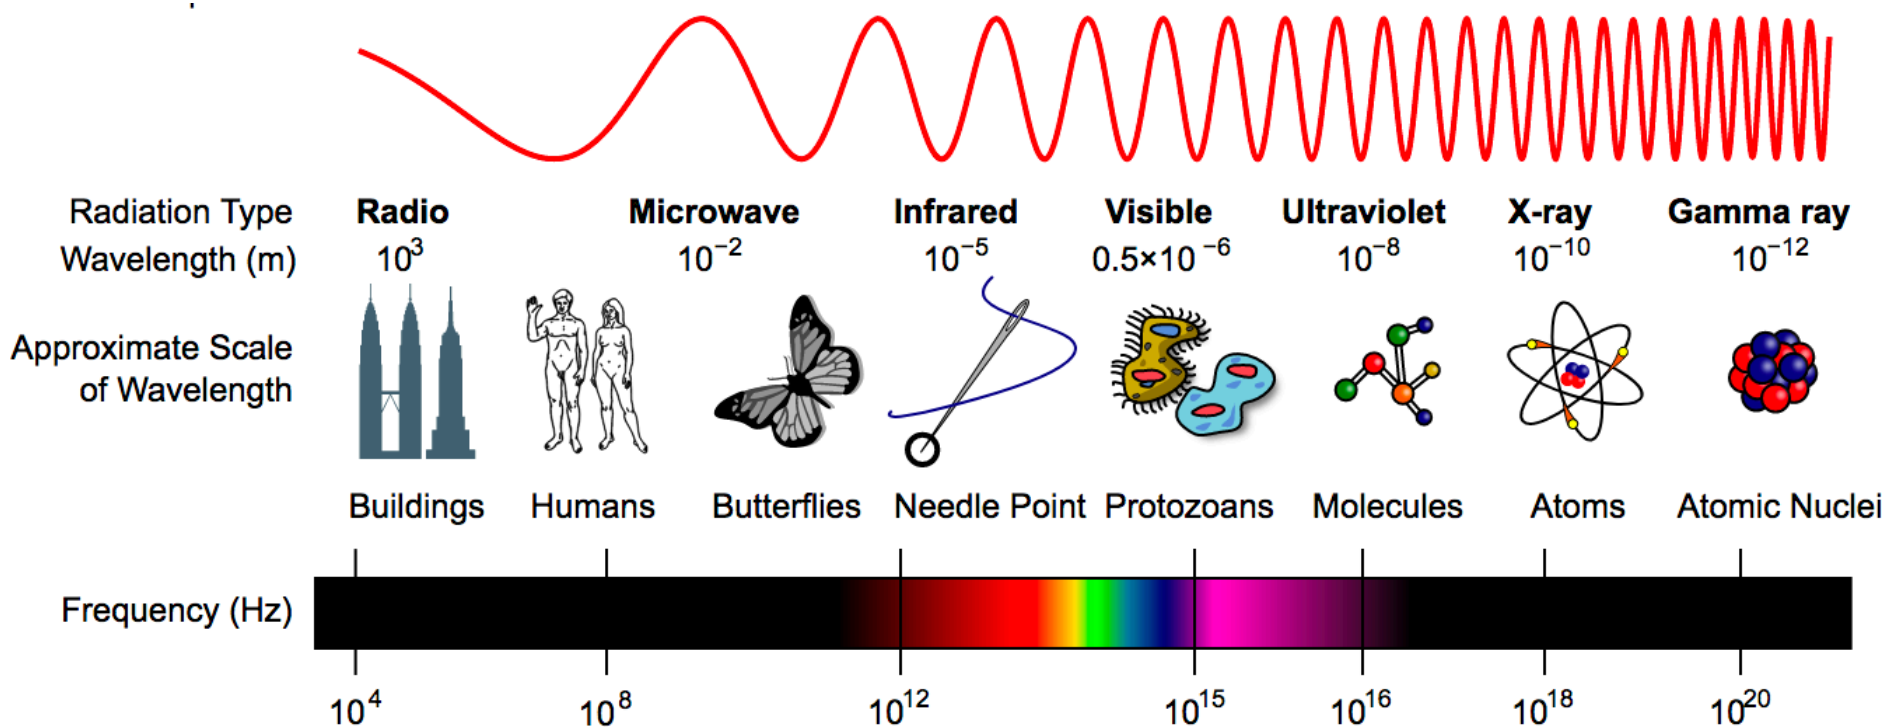 Radiation Type Radio Microwave Infrared Visible Ultraviolet X-ray Gamma ray
Wavelength (m) 10³ 10⁻² 10⁻⁵ 0.5×10⁻⁶ 10⁻⁸ 10⁻¹⁰ 10⁻¹²
Approximate Scale
of Wavelength
Buildings Humans Butterflies Needle Point Protozoans Molecules Atoms Atomic Nuclei
Frequency (Hz)
10⁴ 10⁸ 10¹² 10¹⁵ 10¹⁶ 10¹⁸ 10²⁰